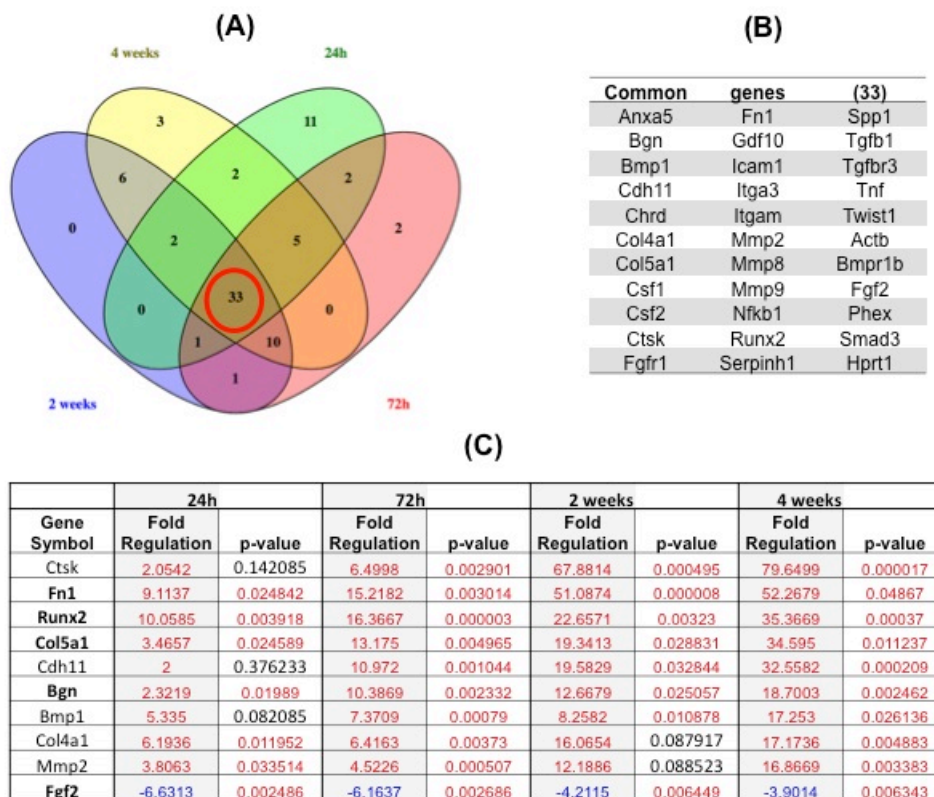 (A)
4 weeks 24h
3 11
6 2 2
0 2 5 2
33
0 0
1 10
1
2 weeks 72h
(B)
Common genes (33)
Anxa5 Fn1 Spp1
Bgn Gdf10 Tgfb1
Bmp1 Icam1 Tgfbr3
Cdh11 Itga3 Tnf
Chrd Itgam Twist1
Col4a1 Mmp2 Actb
Col5a1 Mmp8 Bmpr1b
Csf1 Mmp9 Fgf2
Csf2 Nfkb1 Phex
Ctsk Runx2 Smad3
Fgfr1 Serpinh1 Hprt1
(C)
24h 72h 2 weeks 4 weeks
Gene Fold Fold Fold Fold
Symbol Regulation p-value Regulation p-value Regulation p-value Regulation p-value
Ctsk 2.0542 0.142085 6.4998 0.002901 67.8814 0.000495 79.6499 0.000017
Fn1 9.1137 0.024842 15.2182 0.003014 51.0874 0.000008 52.2679 0.04867
Runx2 10.0585 0.003918 16.3667 0.000003 22.6571 0.00323 35.3669 0.00037
Col5a1 3.4657 0.024589 13.175 0.004965 19.3413 0.028831 34.595 0.011237
Cdh11 2 0.376233 10.972 0.001044 19.5829 0.032844 32.5582 0.000209
Bgn 2.3219 0.01989 10.3869 0.002332 12.6679 0.025057 18.7003 0.002462
Bmp1 5.335 0.082085 7.3709 0.00079 8.2582 0.010878 17.253 0.026136
Col4a1 6.1936 0.011952 6.4163 0.00373 16.0654 0.087917 17.1736 0.004883
Mmp2 3.8063 0.033514 4.5226 0.000507 12.1886 0.088523 16.8669 0.003383
Fgf2 -6.6313 0.002486 -6.1637 0.002686 -4.2115 0.006449 -3.9014 0.006343